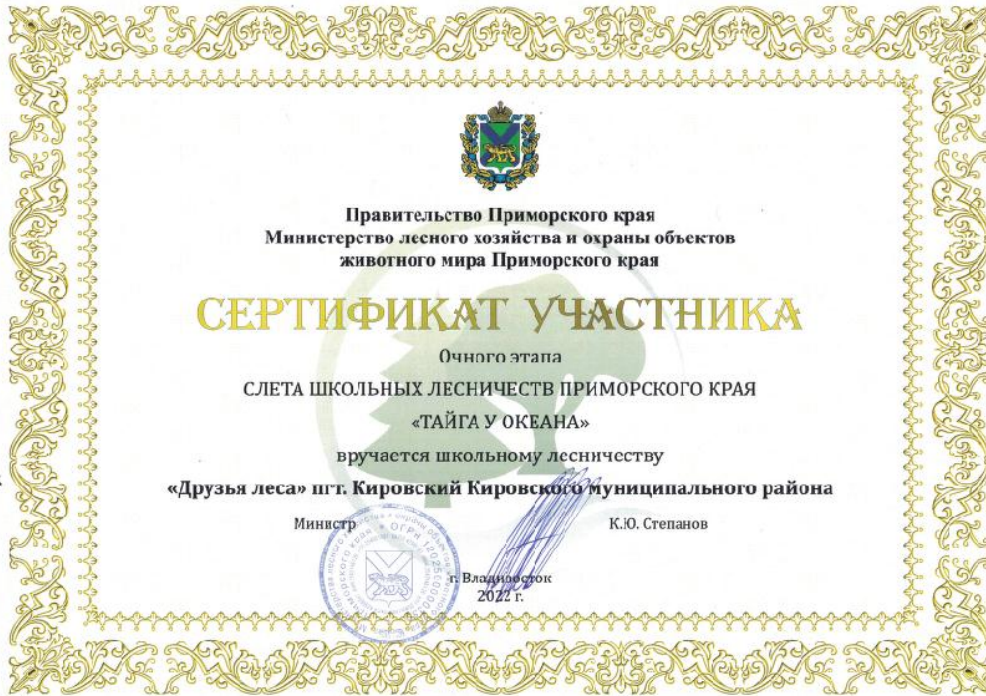 Правительство Приморского края
Министерство лесного хозяйства и охраны объектов
животного мира Приморского края
СЕРТИФИКАТ УЧАСТНИКА
Очного этапа
СЛЕТА ШКОЛЬНЫХ ЛЕСНИЧЕСТВ ПРИМОРСКОГО КРАЯ
«ТАЙГА У ОКЕАНА»
вручается школьному лесничеству
«Друзья леса» пгт. Кировский Кировского муниципального района
Министр К.Ю. Степанов
г. Владивосток
2022 г.